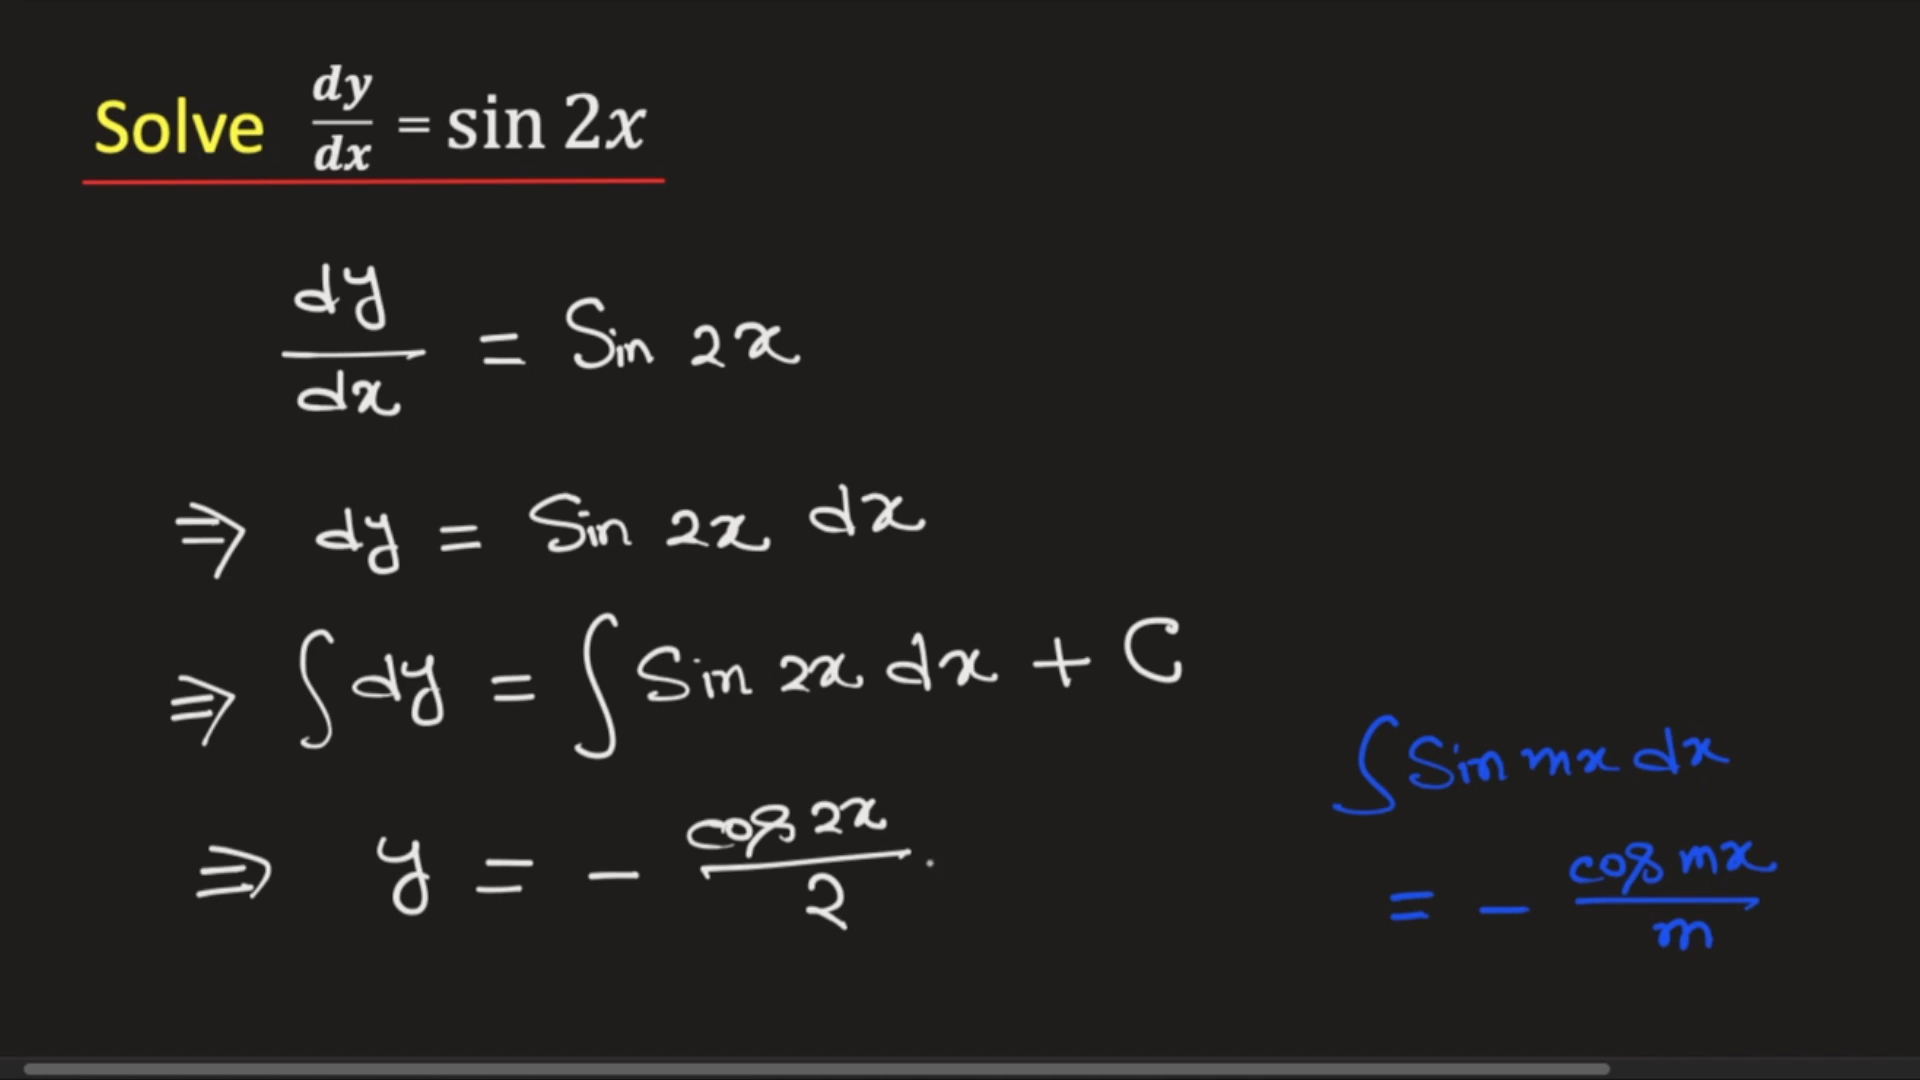 Solve dy/dx = sin 2x
dy/dx = Sin 2x
⇒ dy = Sin 2x dx
⇒ ∫ dy = ∫ Sin 2x dx + C
⇒ y = - cos 2x / 2 .
∫ Sin mx dx
= - cos mx / m